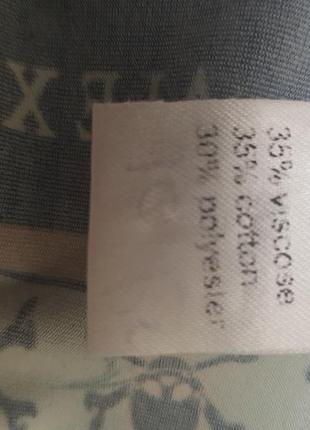 35% viscose
35% cotton
30% polyester